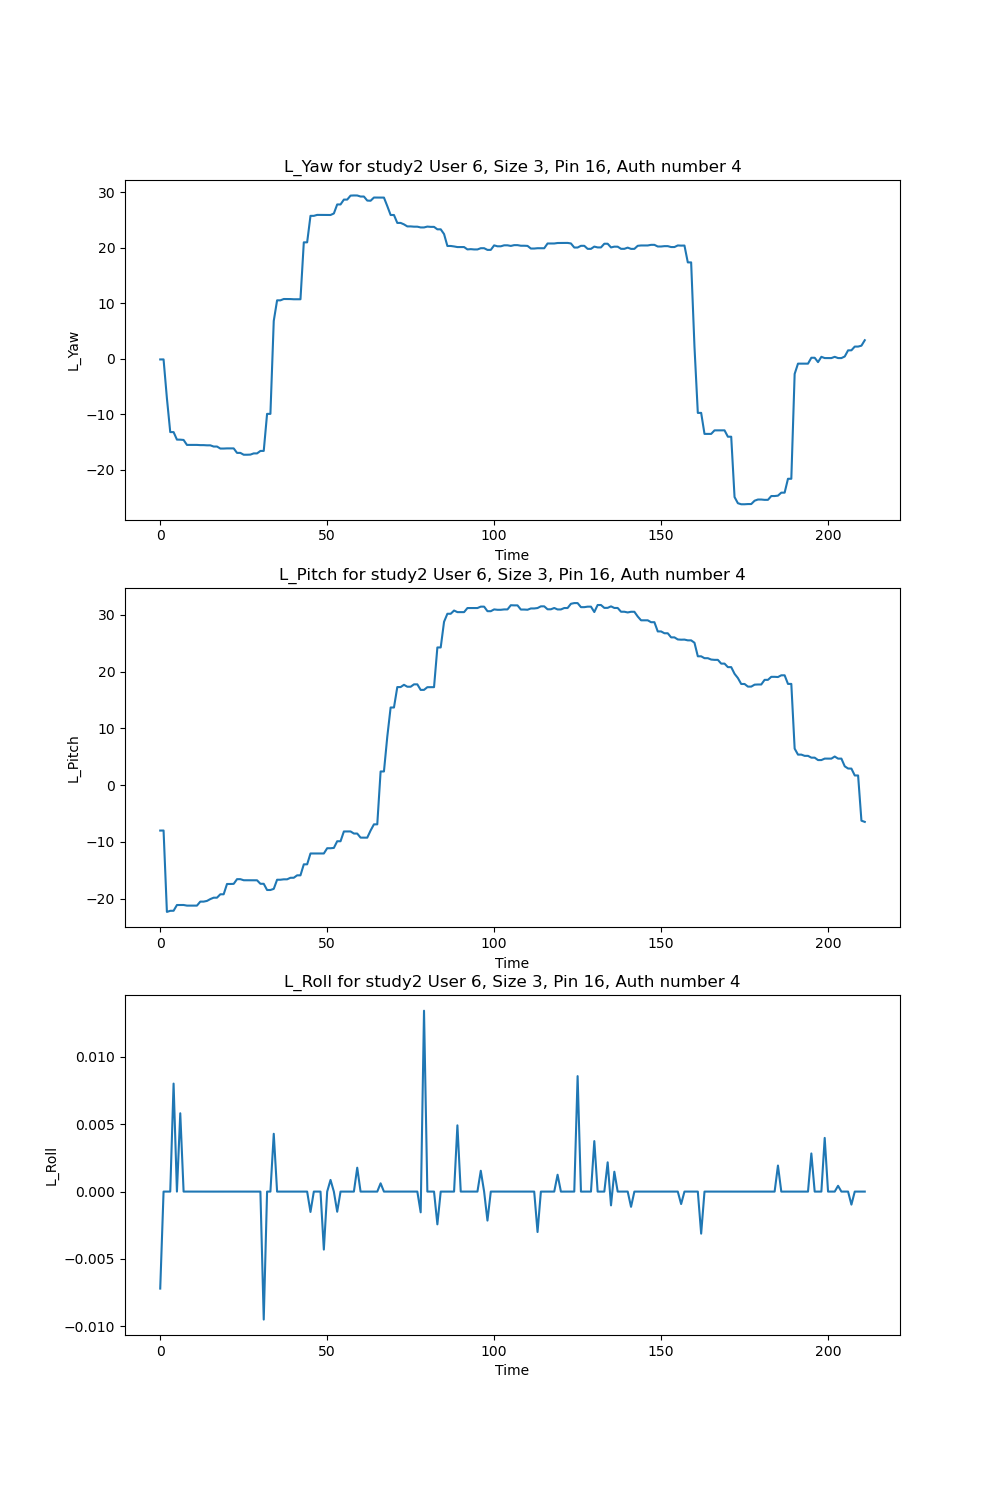 L_Yaw for study2 User 6, Size 3, Pin 16, Auth number 4
30
20
10
0
−10
−20
L_Yaw
0 50 100 150 200
Time
L_Pitch for study2 User 6, Size 3, Pin 16, Auth number 4
30
20
10
0
−10
−20
L_Pitch
0 50 100 150 200
Time
L_Roll for study2 User 6, Size 3, Pin 16, Auth number 4
0.010
0.005
0.000
−0.005
−0.010
L_Roll
0 50 100 150 200
Time